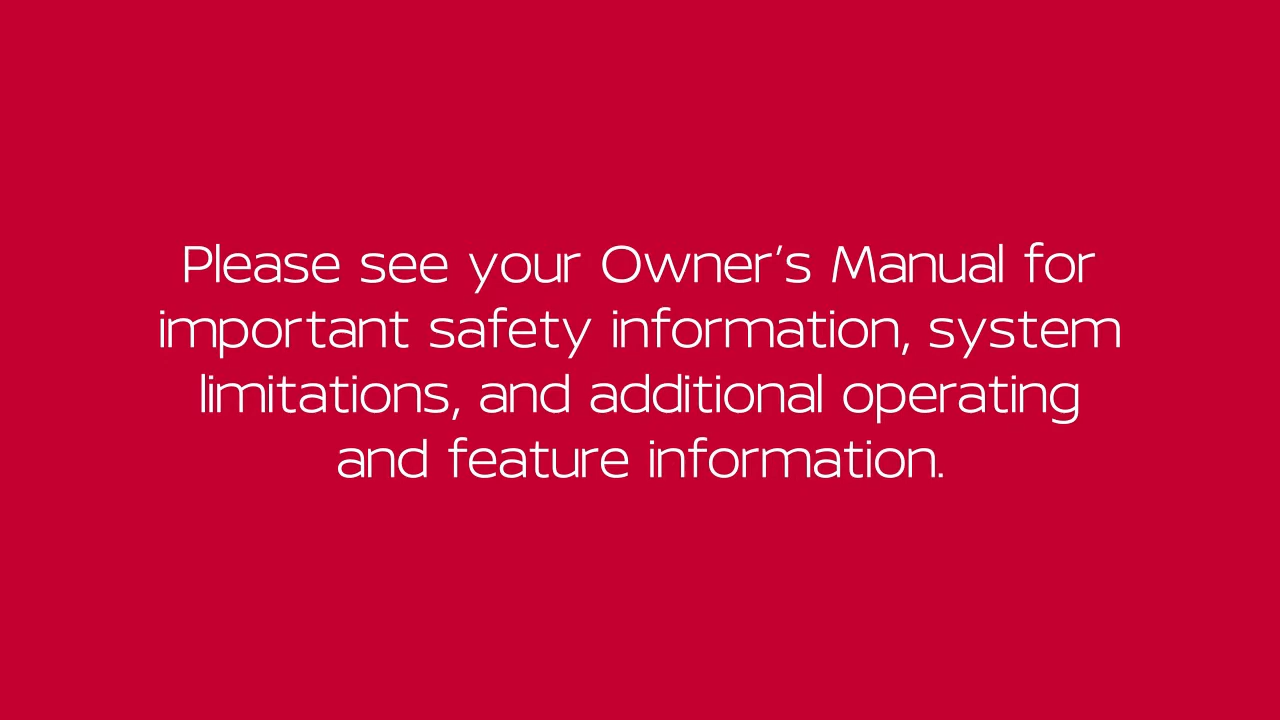 Please see your Owner’s Manual for
important safety information, system
limitations, and additional operating
and feature information.